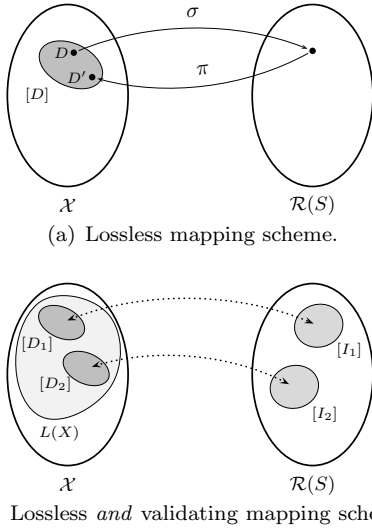 σ
D
D′
π
[D]
𝒳
ℛ(S)
(a) Lossless mapping scheme.
[D₁]
[I₁]
[D₂]
[I₂]
L(X)
𝒳
ℛ(S)
Lossless and validating mapping sche